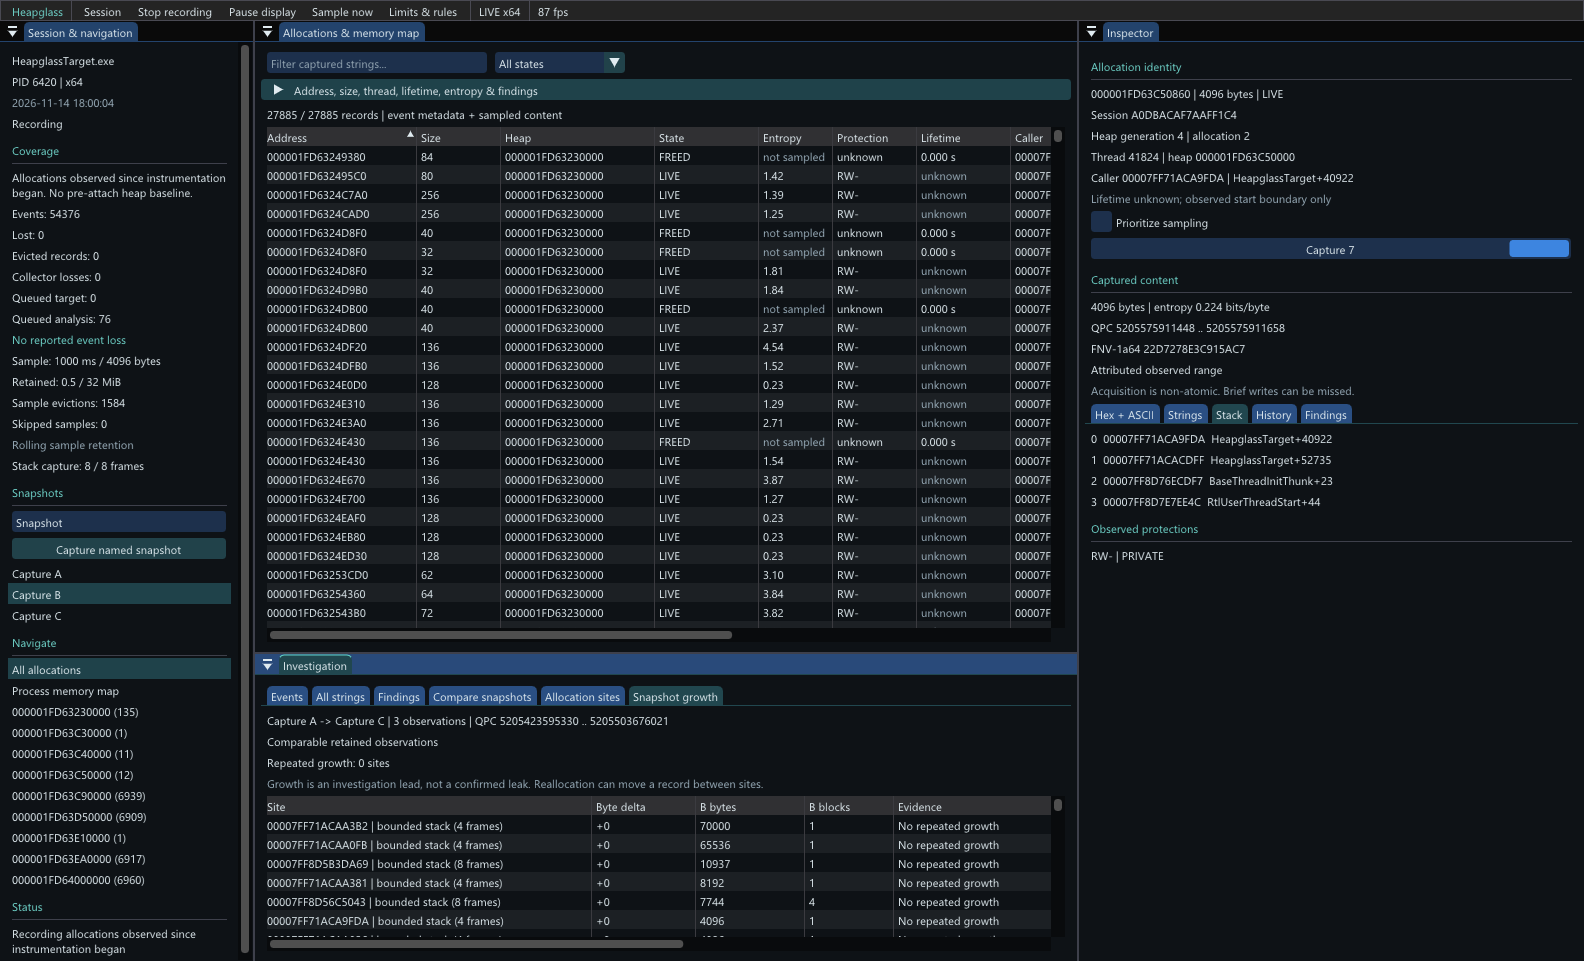 Heapglass Session Stop recording Pause display Sample now Limits & rules LIVE x64 87 fps
Session & navigation
HeapglassTarget.exe
PID 6420 | x64
2026-11-14 18:00:04
Recording
Coverage
Allocations observed since instrumentation
began. No pre-attach heap baseline.
Events: 54376
Lost: 0
Evicted records: 0
Collector losses: 0
Queued target: 0
Queued analysis: 76
No reported event loss
Sample: 1000 ms / 4096 bytes
Retained: 0.5 / 32 MiB
Sample evictions: 1584
Skipped samples: 0
Rolling sample retention
Stack capture: 8 / 8 frames
Snapshots
Snapshot
Capture named snapshot
Capture A
Capture B
Capture C
Navigate
All allocations
Process memory map
000001FD63230000 (135)
000001FD63C30000 (1)
000001FD63C40000 (11)
000001FD63C50000 (12)
000001FD63C90000 (6939)
000001FD63D50000 (6909)
000001FD63E10000 (1)
000001FD63EA0000 (6917)
000001FD64000000 (6960)
Status
Recording allocations observed since
instrumentation began
Allocations & memory map
Filter captured strings... All states
Address, size, thread, lifetime, entropy & findings
27885 / 27885 records | event metadata + sampled content
Address Size Heap State Entropy Protection Lifetime Caller
000001FD63249380 84 000001FD63230000 FREED not sampled unknown 0.000 s 00007F
000001FD632495C0 80 000001FD63230000 LIVE 1.42 RW- unknown 00007F
000001FD6324C7A0 256 000001FD63230000 LIVE 1.39 RW- unknown 00007F
000001FD6324CAD0 256 000001FD63230000 LIVE 1.25 RW- unknown 00007F
000001FD6324D8F0 40 000001FD63230000 FREED not sampled unknown 0.000 s 00007F
000001FD6324D8F0 32 000001FD63230000 FREED not sampled unknown 0.000 s 00007F
000001FD6324D8F0 32 000001FD63230000 LIVE 1.81 RW- unknown 00007F
000001FD6324D9B0 40 000001FD63230000 LIVE 1.84 RW- unknown 00007F
000001FD6324DB00 40 000001FD63230000 FREED not sampled unknown 0.000 s 00007F
000001FD6324DB00 40 000001FD63230000 LIVE 2.37 RW- unknown 00007F
000001FD6324DF20 136 000001FD63230000 LIVE 4.54 RW- unknown 00007F
000001FD6324DFB0 136 000001FD63230000 LIVE 1.52 RW- unknown 00007F
000001FD6324E0D0 128 000001FD63230000 LIVE 0.23 RW- unknown 00007F
000001FD6324E310 136 000001FD63230000 LIVE 1.29 RW- unknown 00007F
000001FD6324E3A0 136 000001FD63230000 LIVE 2.71 RW- unknown 00007F
000001FD6324E430 136 000001FD63230000 FREED not sampled unknown 0.000 s 00007F
000001FD6324E430 136 000001FD63230000 LIVE 1.54 RW- unknown 00007F
000001FD6324E670 136 000001FD63230000 LIVE 3.87 RW- unknown 00007F
000001FD6324E700 136 000001FD63230000 LIVE 1.27 RW- unknown 00007F
000001FD6324EAF0 128 000001FD63230000 LIVE 0.23 RW- unknown 00007F
000001FD6324EB80 128 000001FD63230000 LIVE 0.23 RW- unknown 00007F
000001FD6324ED30 128 000001FD63230000 LIVE 0.23 RW- unknown 00007F
000001FD63253CD0 62 000001FD63230000 LIVE 3.10 RW- unknown 00007F
000001FD63254360 64 000001FD63230000 LIVE 3.84 RW- unknown 00007F
000001FD632543B0 72 000001FD63230000 LIVE 3.82 RW- unknown 00007F
Investigation
Events All strings Findings Compare snapshots Allocation sites Snapshot growth
Capture A -> Capture C | 3 observations | QPC 5205423595330 .. 5205503676021
Comparable retained observations
Repeated growth: 0 sites
Growth is an investigation lead, not a confirmed leak. Reallocation can move a record between sites.
Site Byte delta B bytes B blocks Evidence
00007FF71ACAA3B2 | bounded stack (4 frames) +0 70000 1 No repeated growth
00007FF71ACAA0FB | bounded stack (4 frames) +0 65536 1 No repeated growth
00007FF8D5B3DA69 | bounded stack (8 frames) +0 10937 1 No repeated growth
00007FF71ACAA381 | bounded stack (4 frames) +0 8192 1 No repeated growth
00007FF8D56C5043 | bounded stack (8 frames) +0 7744 4 No repeated growth
00007FF71ACA9FDA | bounded stack (4 frames) +0 4096 1 No repeated growth
Inspector
Allocation identity
000001FD63C50860 | 4096 bytes | LIVE
Session A0DBACAF7AAFF1C4
Heap generation 4 | allocation 2
Thread 41824 | heap 000001FD63C50000
Caller 00007FF71ACA9FDA | HeapglassTarget+40922
Lifetime unknown; observed start boundary only
Prioritize sampling
Capture 7
Captured content
4096 bytes | entropy 0.224 bits/byte
QPC 5205575911448 .. 5205575911658
FNV-1a64 22D7278E3C915AC7
Attributed observed range
Acquisition is non-atomic. Brief writes can be missed.
Hex + ASCII Strings Stack History Findings
0 00007FF71ACA9FDA HeapglassTarget+40922
1 00007FF71ACACDFF HeapglassTarget+52735
2 00007FF8D76ECDF7 BaseThreadInitThunk+23
3 00007FF8D7E7EE4C RtlUserThreadStart+44
Observed protections
RW- | PRIVATE